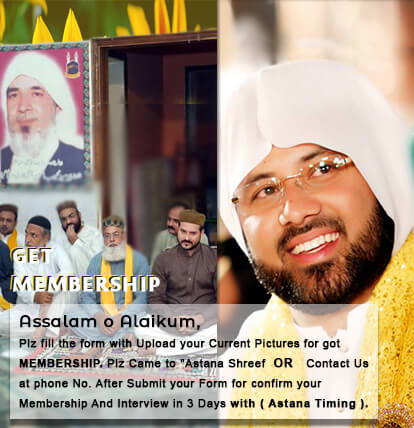 GET
MEMBERSHIP
Assalam o Alaikum,
Plz fill the form with Upload your Current Pictures for got
MEMBERSHIP. Plz Came to "Astana Shreef OR Contact Us
at phone No. After Submit your Form for confirm your
Membership And Interview in 3 Days with ( Astana Timing ).